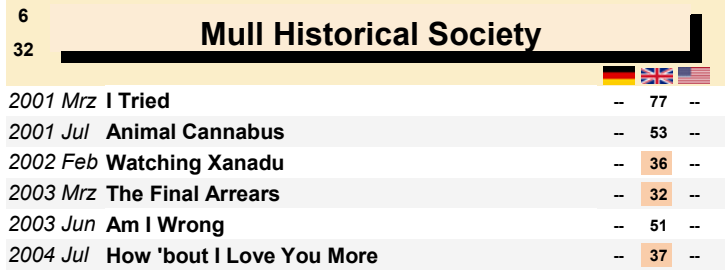 6
Mull Historical Society
32
2001 Mrz I Tried -- 77 --
2001 Jul Animal Cannabus -- 53 --
2002 Feb Watching Xanadu -- 36 --
2003 Mrz The Final Arrears -- 32 --
2003 Jun Am I Wrong -- 51 --
2004 Jul How 'bout I Love You More -- 37 --